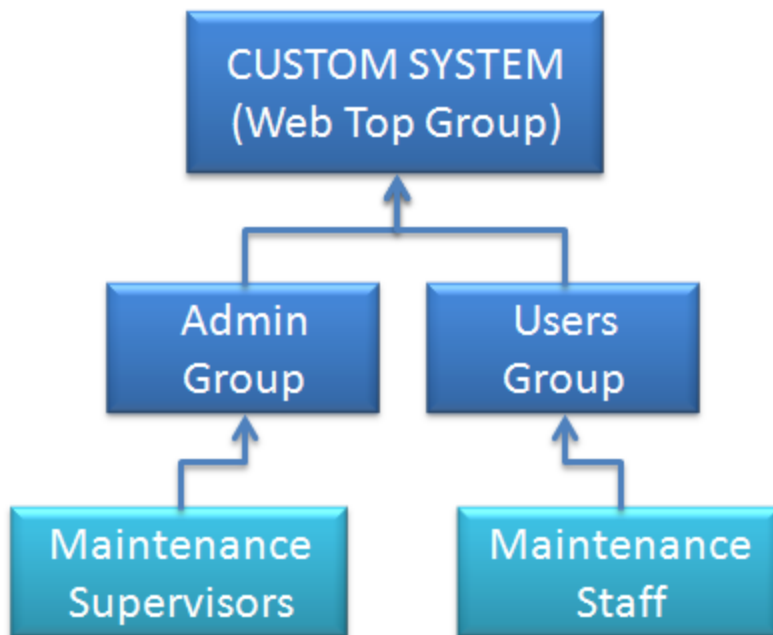 CUSTOM SYSTEM
(Web Top Group)
Admin
Group
Users
Group
Maintenance
Supervisors
Maintenance
Staff